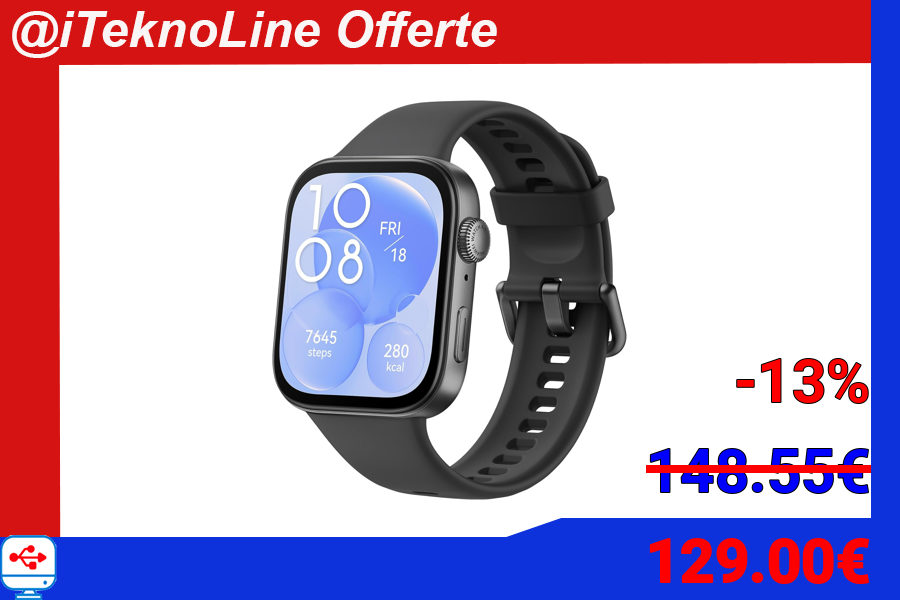 @iTeknoLine Offerte
10
08
FRI
18
7645
steps
280
kcal
-13%
148.55€
129.00€